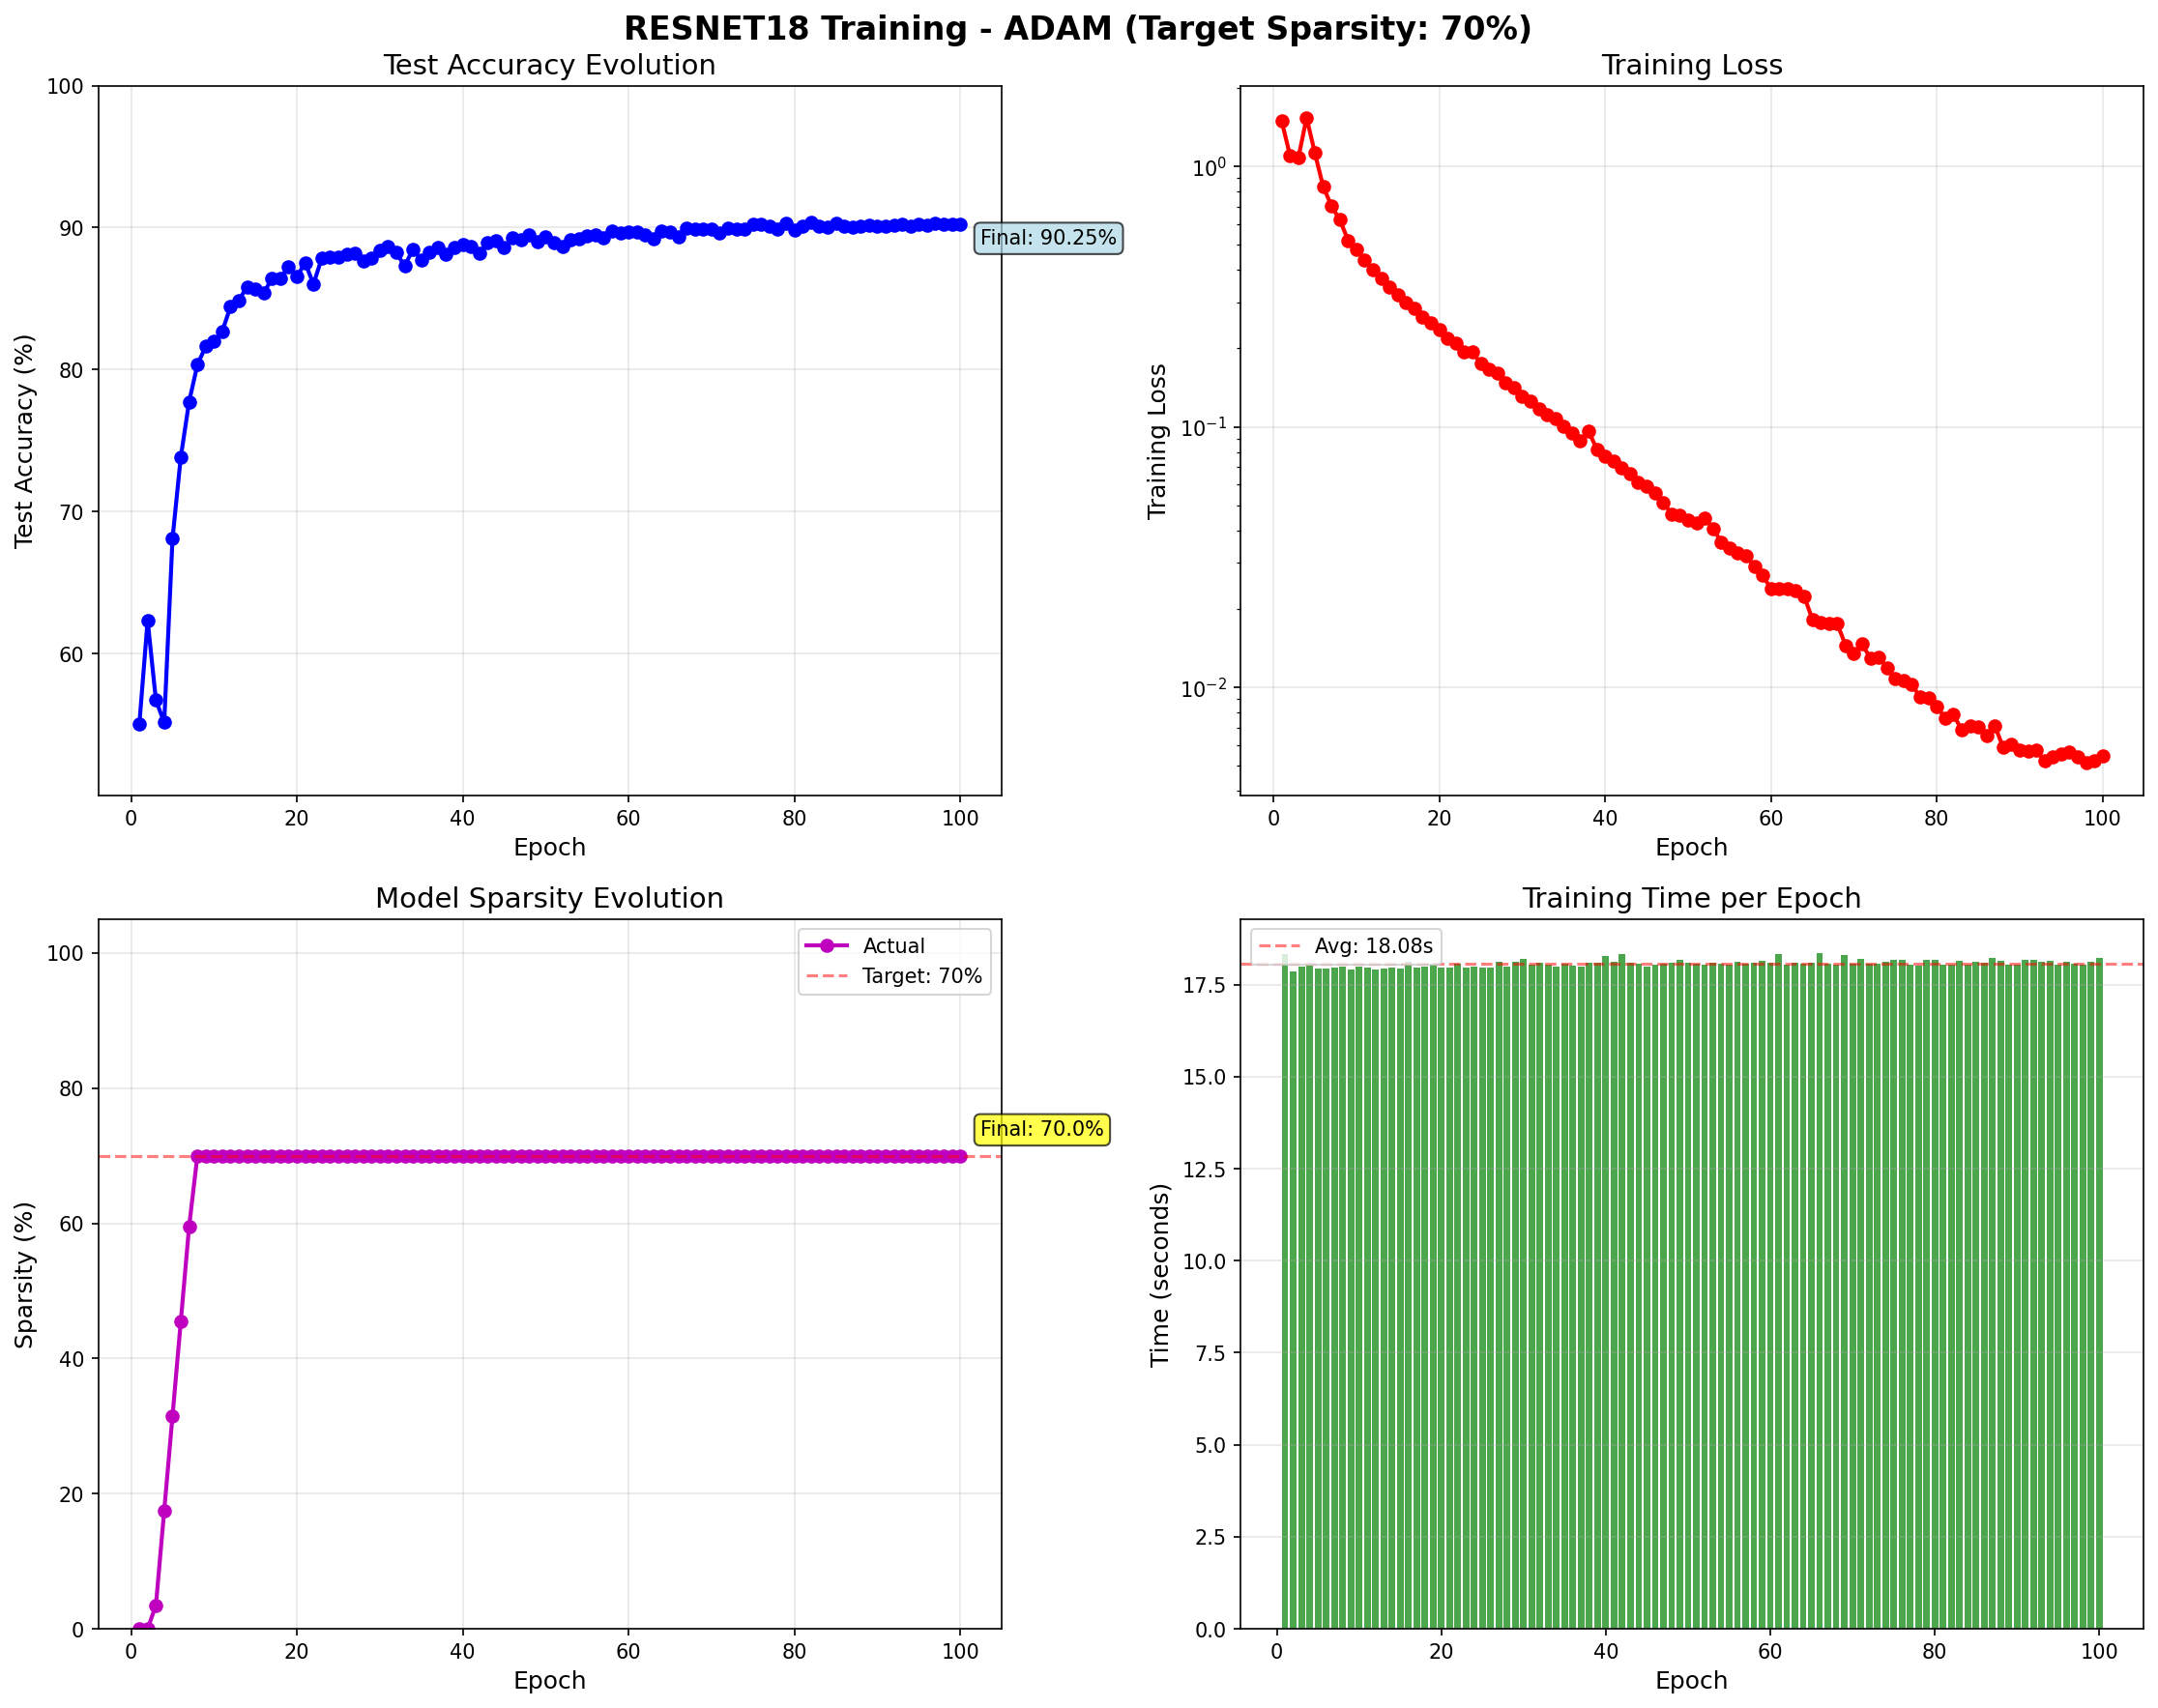 RESNET18 Training - ADAM (Target Sparsity: 70%)
Test Accuracy Evolution
100
90
80
70
60
Test Accuracy (%)
Final: 90.25%
0 20 40 60 80 100
Epoch
Training Loss
10⁰
10⁻¹
10⁻²
Training Loss
0 20 40 60 80 100
Epoch
Model Sparsity Evolution
100
80
60
40
20
0
Sparsity (%)
Actual
Target: 70%
Final: 70.0%
0 20 40 60 80 100
Epoch
Training Time per Epoch
Avg: 18.08s
17.5
15.0
12.5
10.0
7.5
5.0
2.5
0.0
Time (seconds)
0 20 40 60 80 100
Epoch